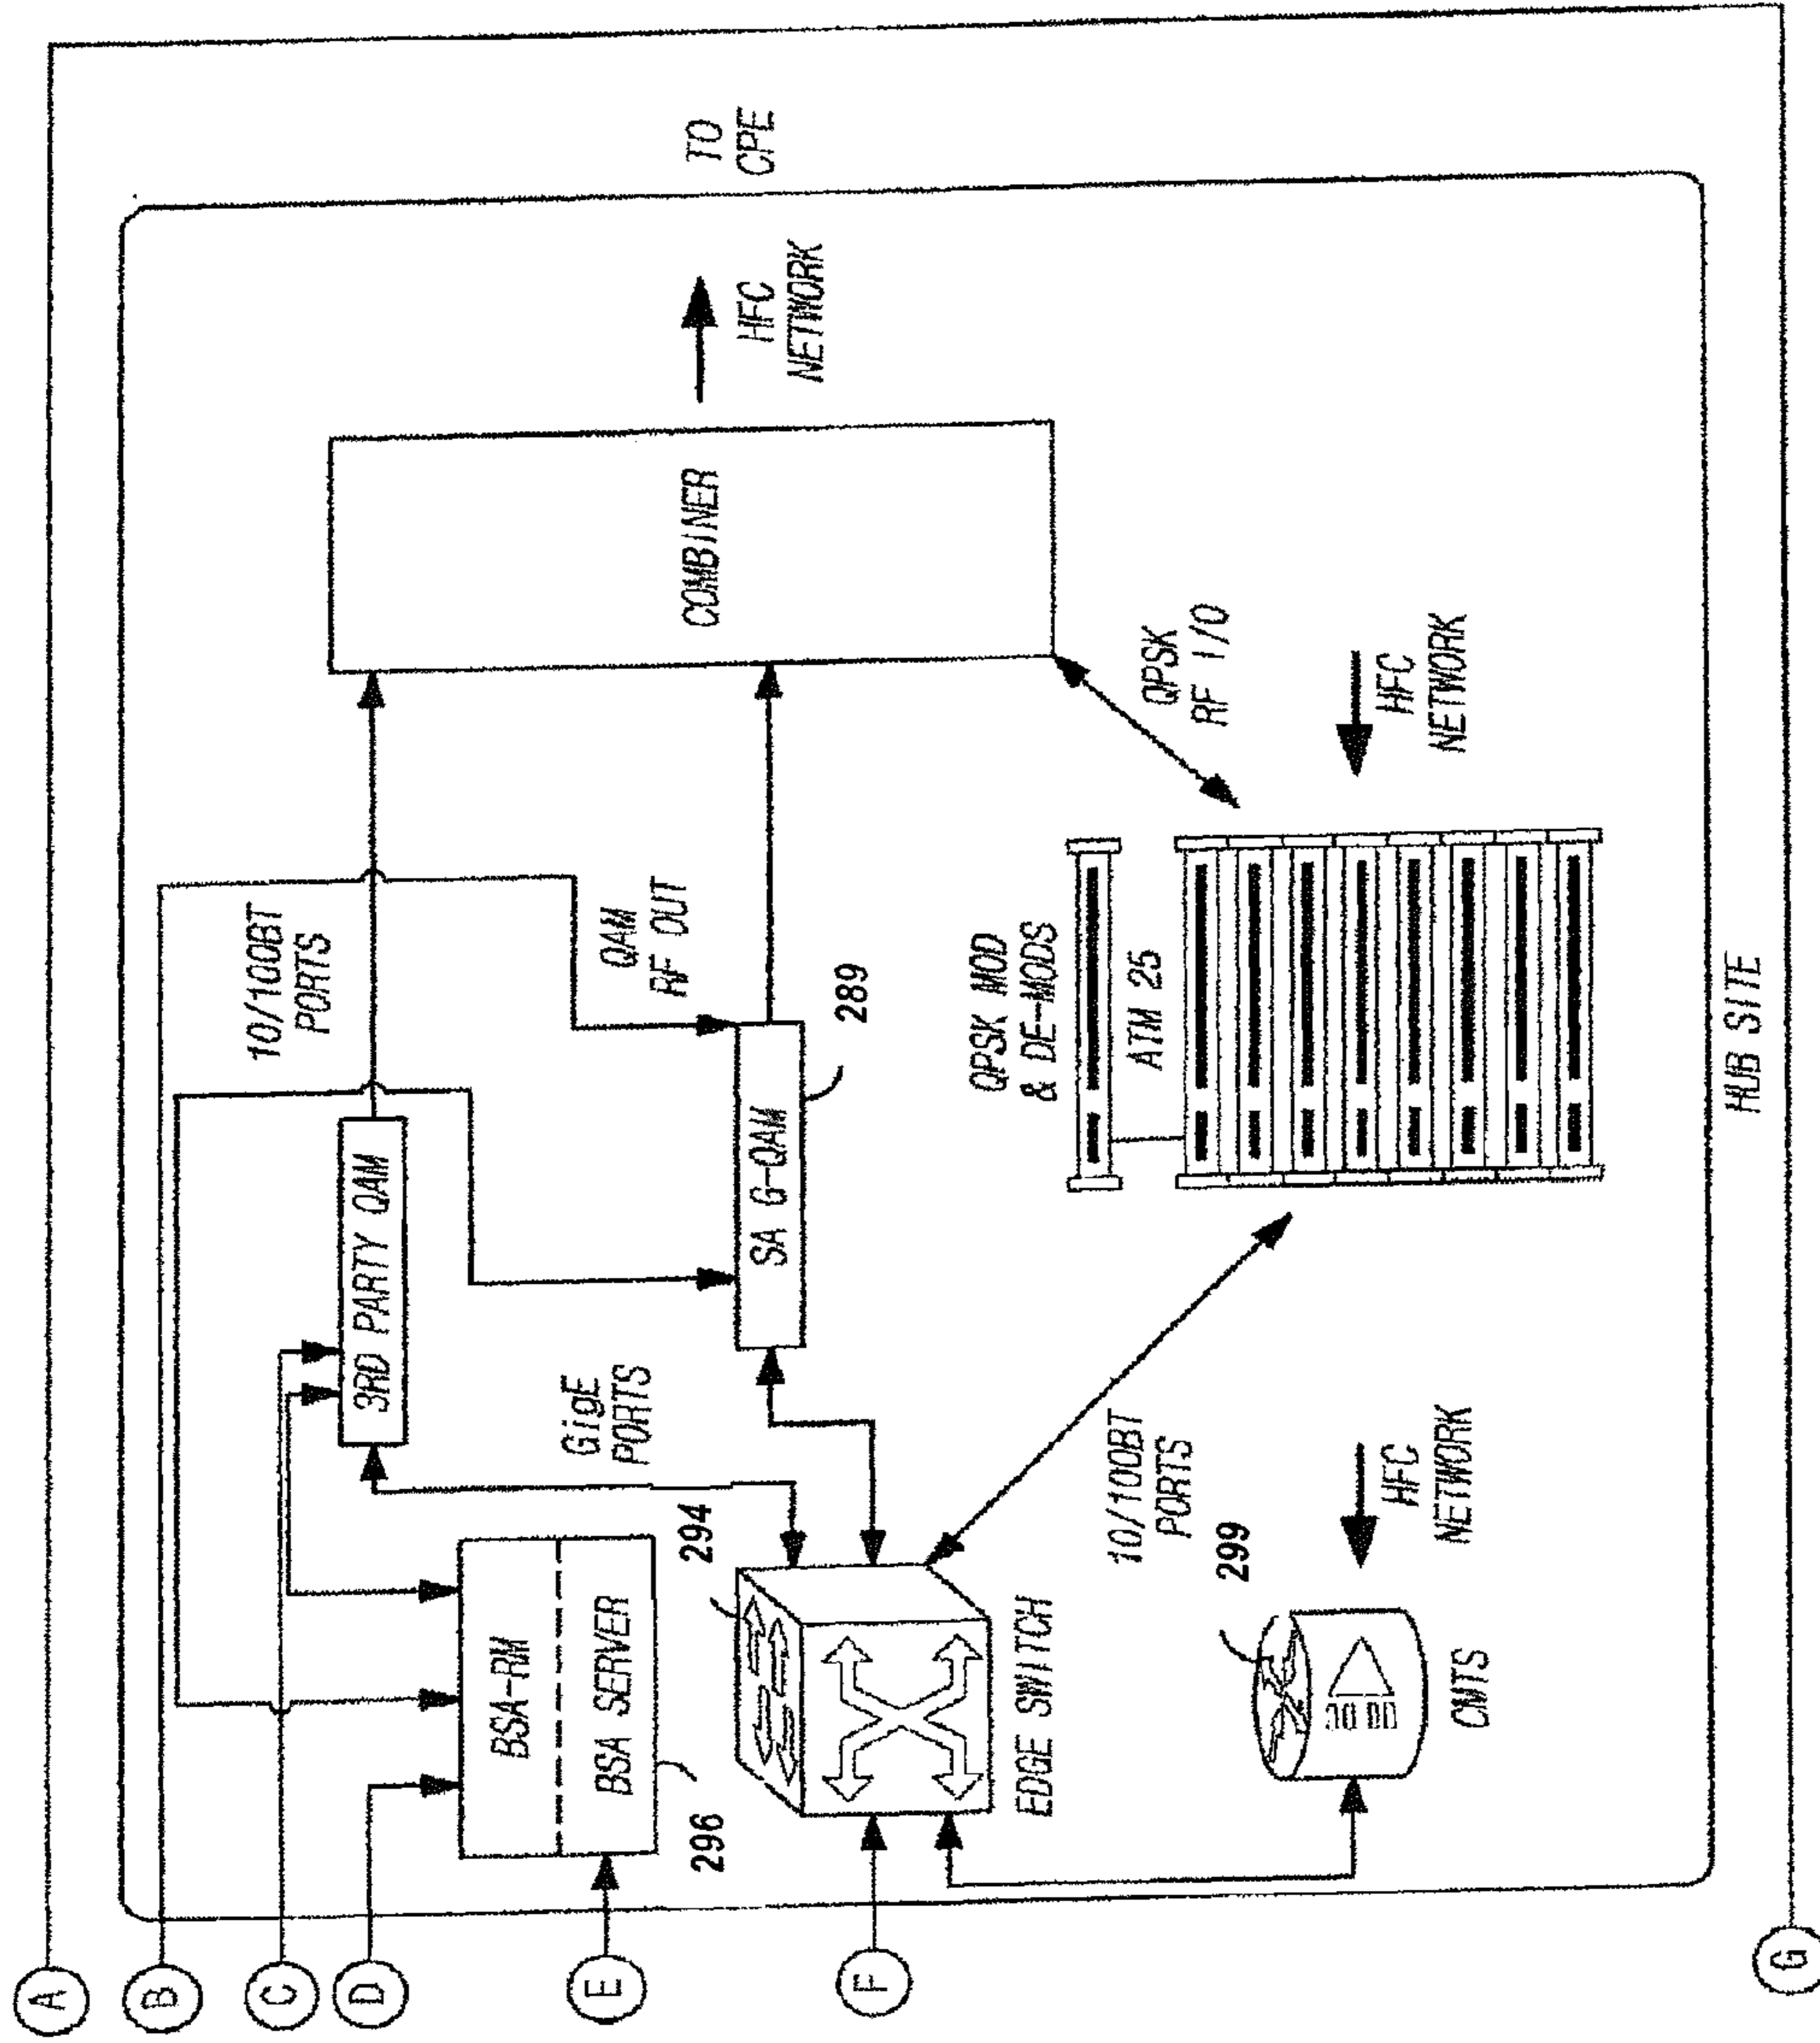 A
B
C
D
E
F
G
10/100BT
PORTS
3RD PARTY QAM
BSA-RM
BSA SERVER
296
GigE
PORTS
294
QAM
RF OUT
SA G-QAM
289
COMBINER
HFC
NETWORK
TO
CPE
EDGE SWITCH
10/100BT
PORTS
QPSK MOD
& DE-MODS
ATM 25
QPSK
RF I/O
HFC
NETWORK
299
CMTS
HFC
NETWORK
HUB SITE